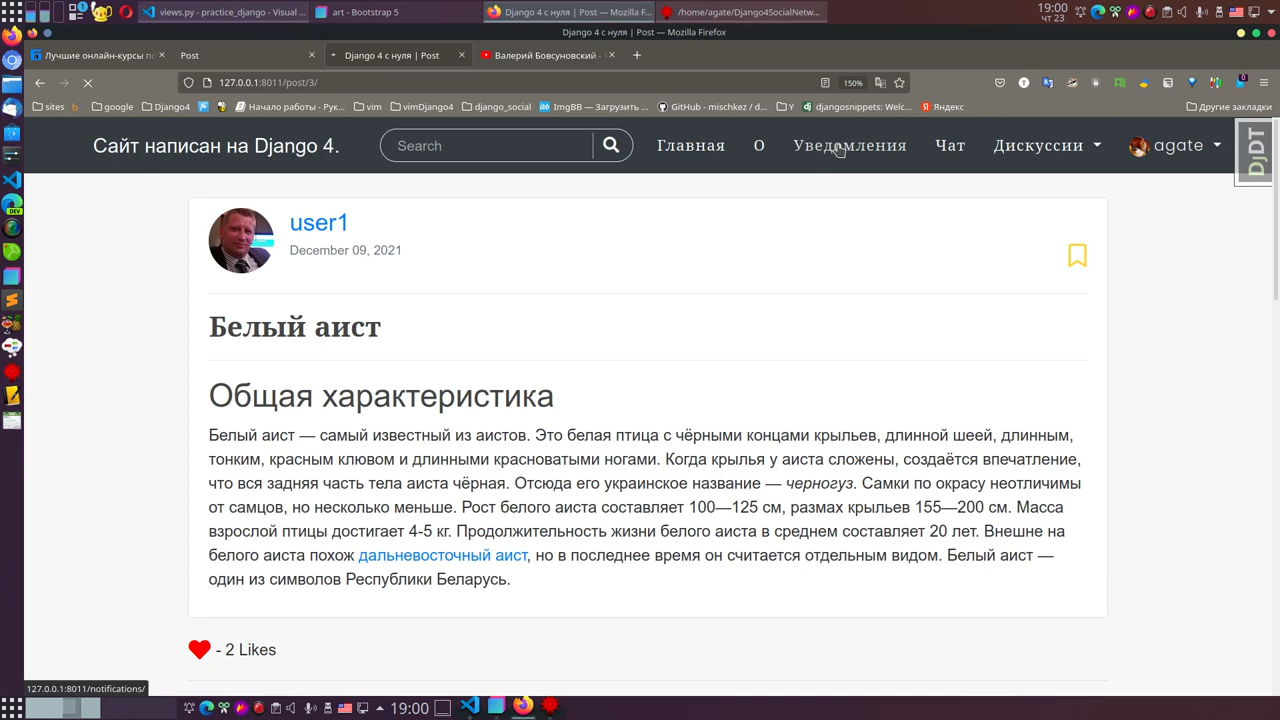 views.py - practice_django - Visual ...
art - Bootstrap 5
Django 4 с нуля | Post — Mozilla F...
/home/agate/Django4SocialNetw...
19:00
чт 23
Django 4 с нуля | Post — Mozilla Firefox
Лучшие онлайн-курсы по
Post
Django 4 с нуля | Post
Валерий Бовсуновский -
127.0.0.1:8011/post/3/
150%
sites
google
Django4
Начало работы - Рук...
vim
vimDjango4
django_social
ImgBB — Загрузить ...
GitHub - mischkez / d...
Y
djangosnippets: Welc...
Яндекс
Другие закладки
Сайт написан на Django 4.
Search
Главная
О
Уведомления
Чат
Дискуссии
agate
DjDT
user1
December 09, 2021
Белый аист
Общая характеристика
Белый аист — самый известный из аистов. Это белая птица с чёрными концами крыльев, длинной шеей, длинным,
тонким, красным клювом и длинными красноватыми ногами. Когда крылья у аиста сложены, создаётся впечатление,
что вся задняя часть тела аиста чёрная. Отсюда его украинское название — черногуз. Самки по окрасу неотличимы
от самцов, но несколько меньше. Рост белого аиста составляет 100—125 см, размах крыльев 155—200 см. Масса
взрослой птицы достигает 4-5 кг. Продолжительность жизни белого аиста в среднем составляет 20 лет. Внешне на
белого аиста похож дальневосточный аист, но в последнее время он считается отдельным видом. Белый аист —
один из символов Республики Беларусь.
- 2 Likes
127.0.0.1:8011/notifications/
19:00